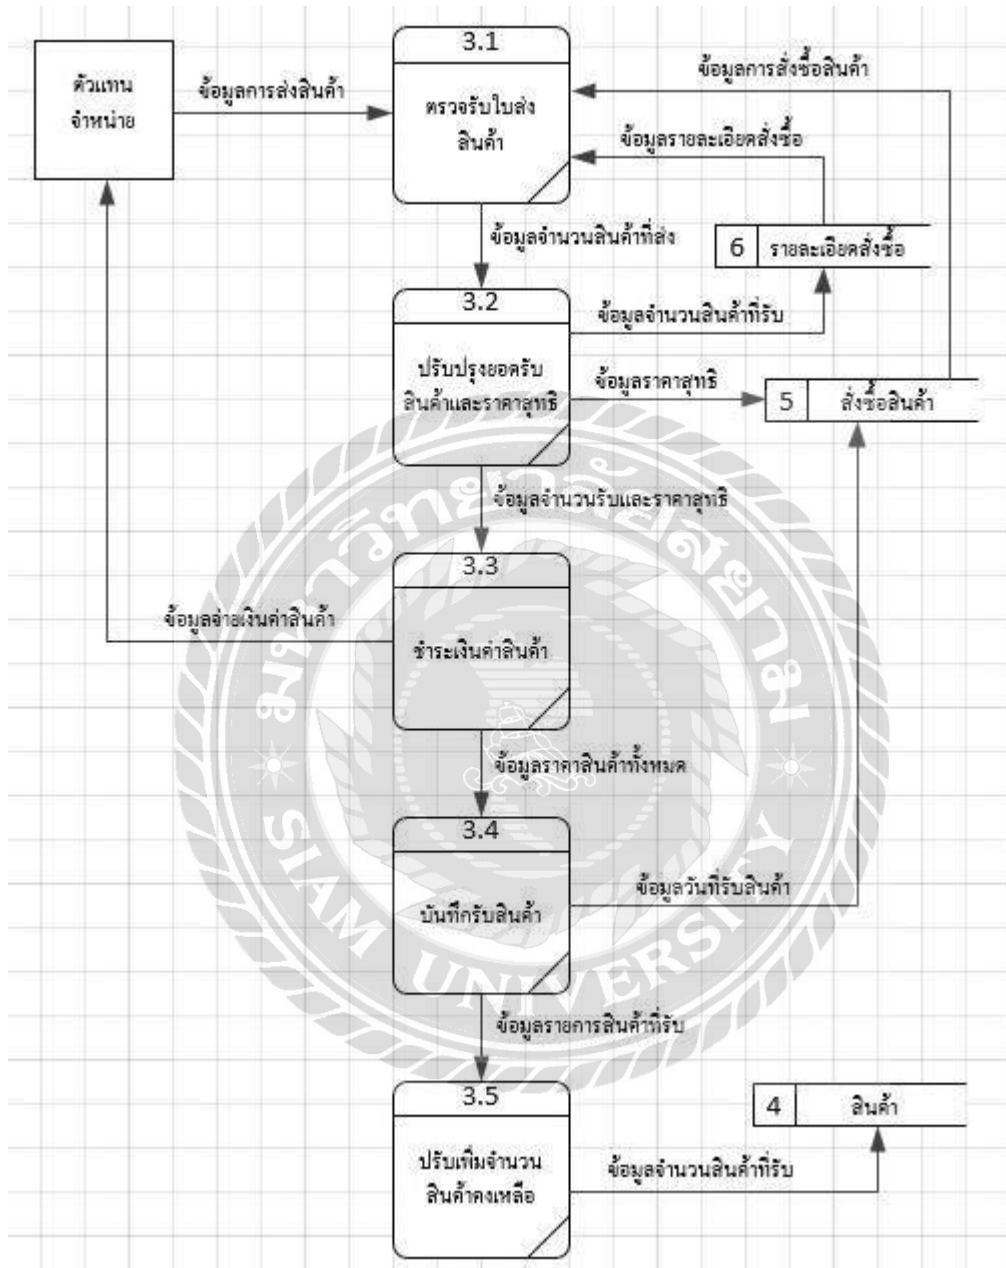 3.1
ตัวแทน
จำหน่าย
ข้อมูลการส่งสินค้า
ตรวจรับใบส่ง
สินค้า
ข้อมูลการสั่งซื้อสินค้า
ข้อมูลรายละเอียดสั่งซื้อ
ข้อมูลจำนวนสินค้าที่ส่ง
6 รายละเอียดสั่งซื้อ
3.2
ปรับปรุงยอดรับ
สินค้าและราคาสุทธิ
ข้อมูลจำนวนสินค้าที่รับ
ข้อมูลราคาสุทธิ
5 สั่งซื้อสินค้า
ข้อมูลจำนวนรับและราคาสุทธิ
3.3
ข้อมูลจ่ายเงินค่าสินค้า
ชำระเงินค่าสินค้า
ข้อมูลราคาสินค้าทั้งหมด
3.4
บันทึกรับสินค้า
ข้อมูลวันที่รับสินค้า
ข้อมูลรายการสินค้าที่รับ
3.5
ปรับเพิ่มจำนวน
สินค้าคงเหลือ
ข้อมูลจำนวนสินค้าที่รับ
4 สินค้า
มหาวิทยาลัยสยาม
SIAM UNIVERSITY